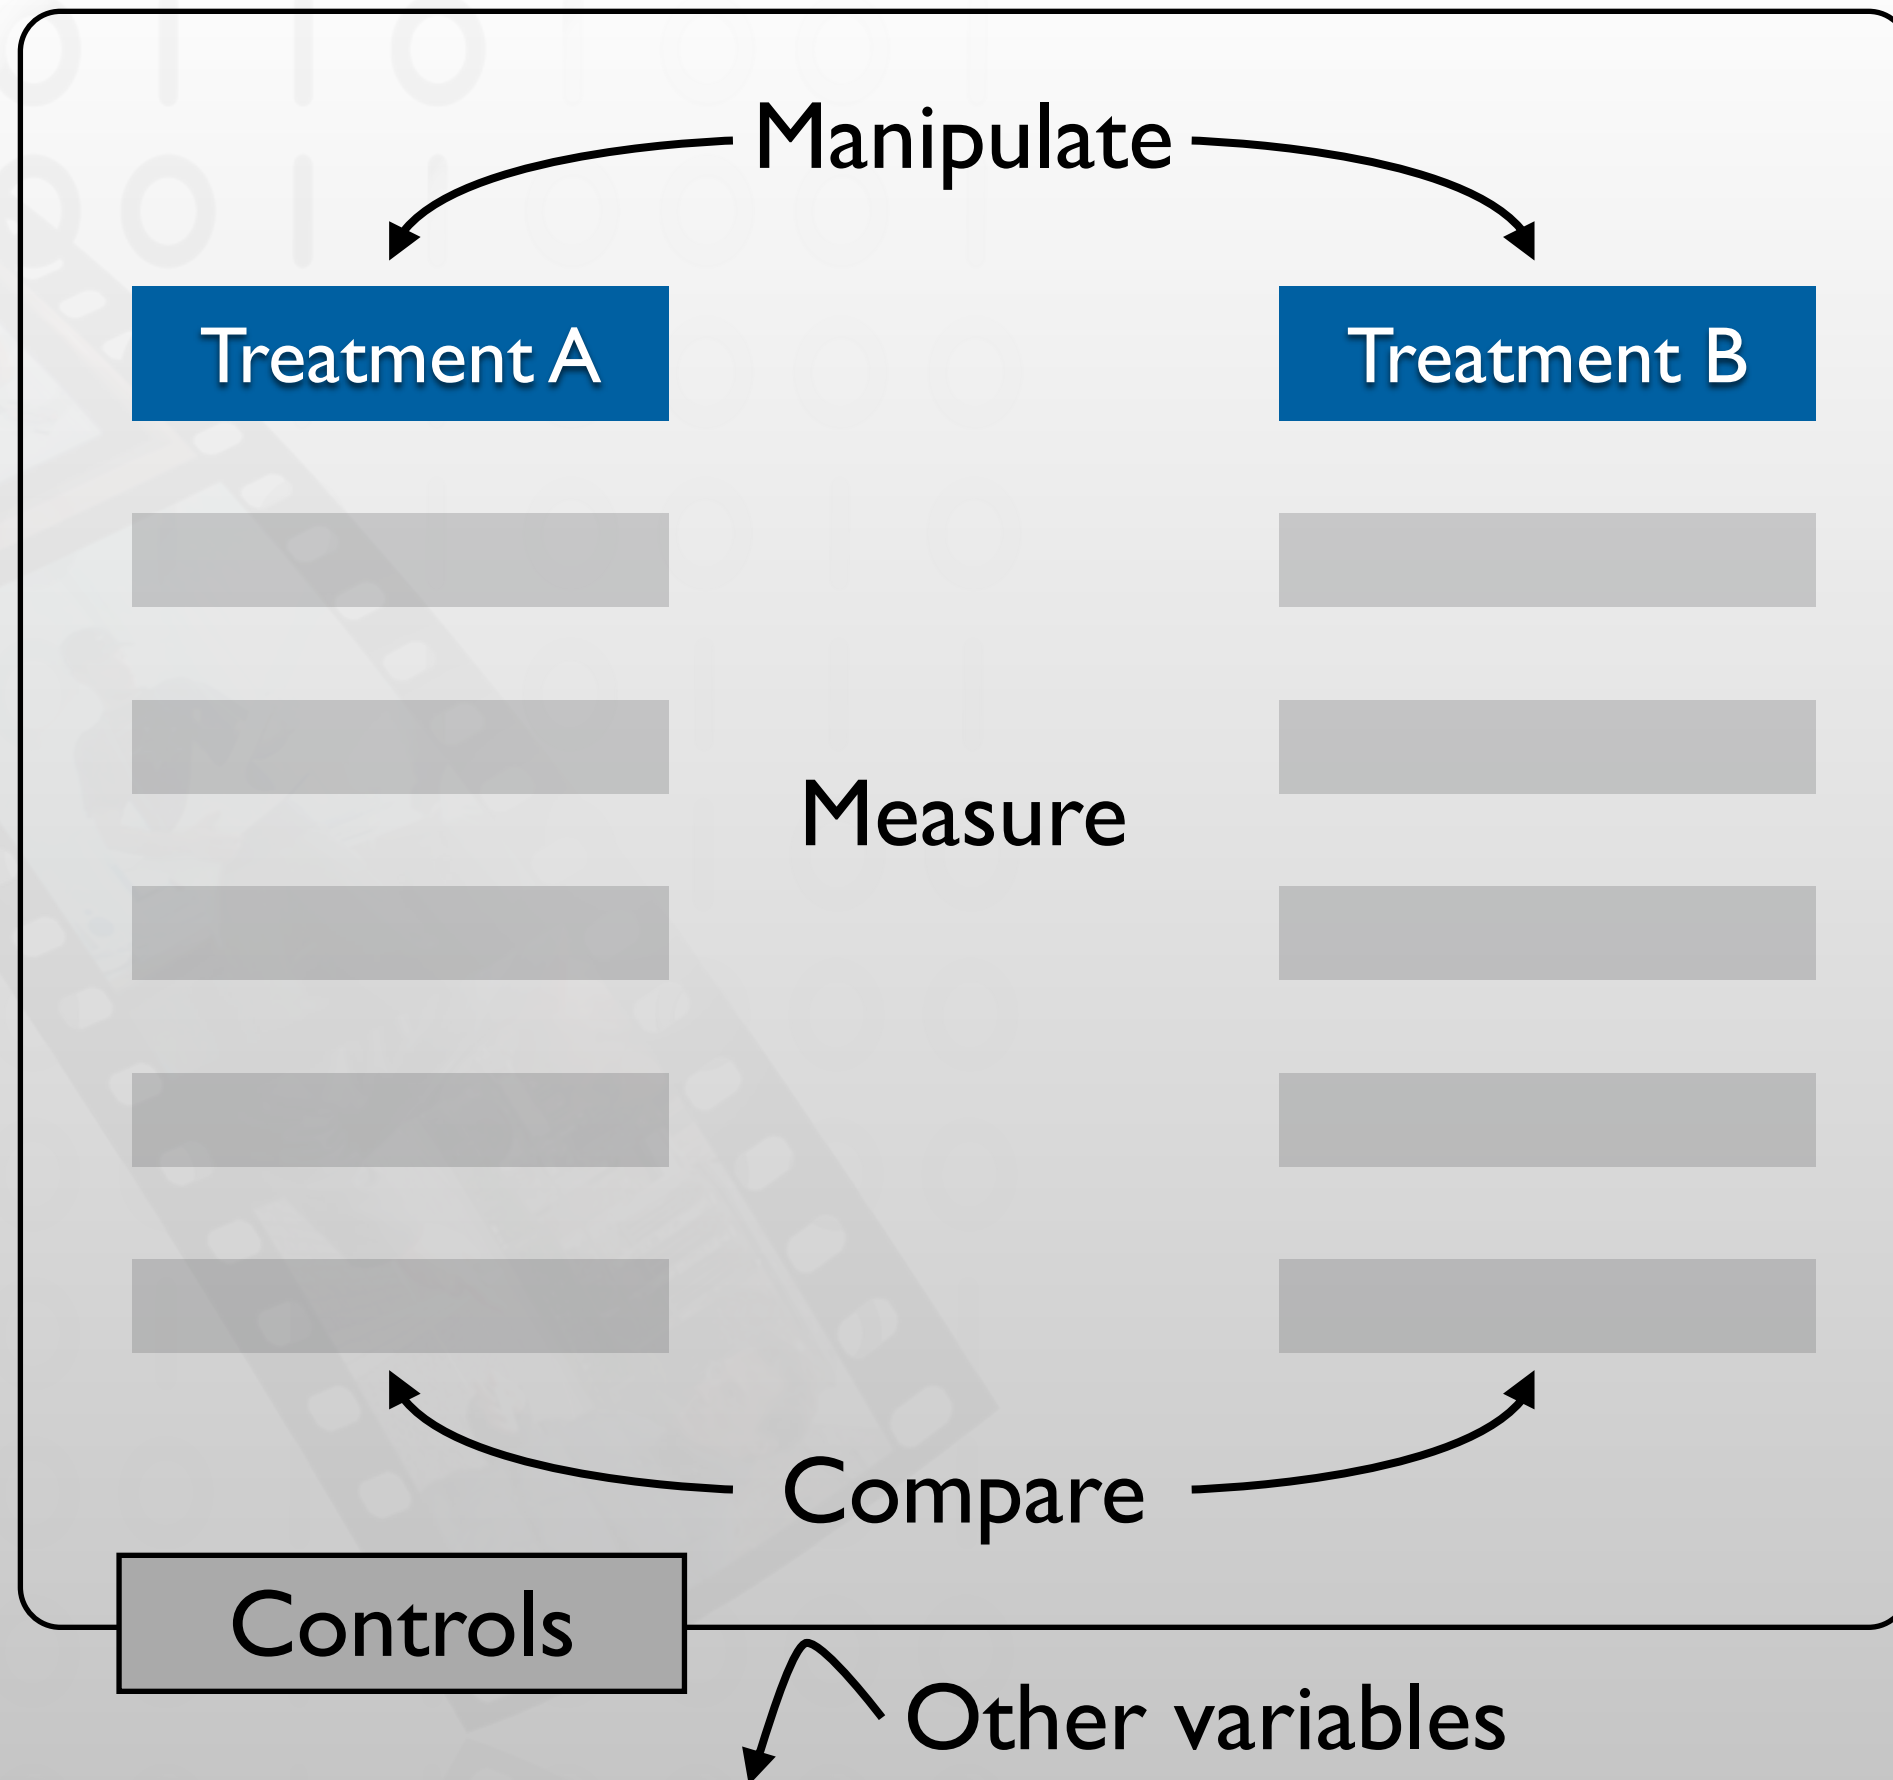 Manipulate
Treatment A
Treatment B
Measure
Compare
Controls
Other variables